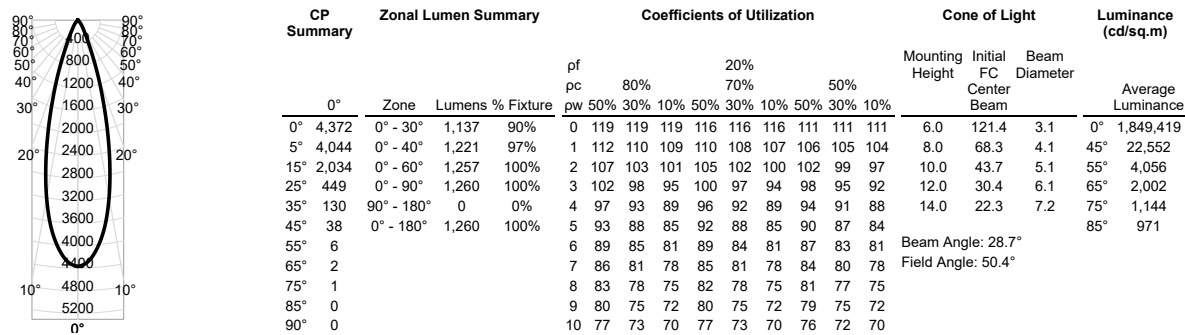 90° 90°
80° 80°
70° 400 70°
60° 60°
50° 800 50°
40° 1200 40°
30° 1600 30°
2000
20° 2400 20°
2800
3200
3600
4000
4400
10° 4800 10°
5200
0°
CP Summary
0°
0° 4,372
5° 4,044
15° 2,034
25° 449
35° 130
45° 38
55° 6
65° 2
75° 1
85° 0
90° 0
Zonal Lumen Summary
Zone Lumens % Fixture
0° - 30° 1,137 90%
0° - 40° 1,221 97%
0° - 60° 1,257 100%
0° - 90° 1,260 100%
90° - 180° 0 0%
0° - 180° 1,260 100%
Coefficients of Utilization
ρf 20%
ρc 80% 70% 50%
ρw 50% 30% 10% 50% 30% 10% 50% 30% 10%
0 119 119 119 116 116 116 111 111 111
1 112 110 109 110 108 107 106 105 104
2 107 103 101 105 102 100 102 99 97
3 102 98 95 100 97 94 98 95 92
4 97 93 89 96 92 89 94 91 88
5 93 88 85 92 88 85 90 87 84
6 89 85 81 89 84 81 87 83 81
7 86 81 78 85 81 78 84 80 78
8 83 78 75 82 78 75 81 77 75
9 80 75 72 80 75 72 79 75 72
10 77 73 70 77 73 70 76 72 70
Cone of Light
Mounting Height Initial FC Center Beam Beam Diameter
6.0 121.4 3.1
8.0 68.3 4.1
10.0 43.7 5.1
12.0 30.4 6.1
14.0 22.3 7.2
Beam Angle: 28.7°
Field Angle: 50.4°
Luminance
(cd/sq.m)
Average
Luminance
0° 1,849,419
45° 22,552
55° 4,056
65° 2,002
75° 1,144
85° 971